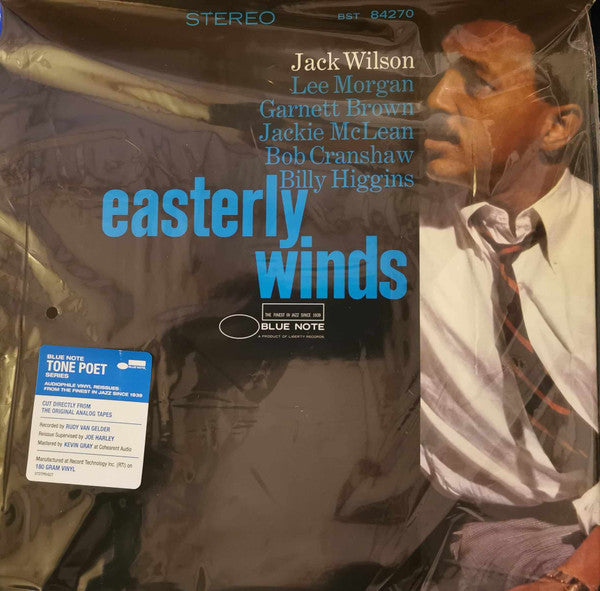 STEREO BST 84270
Jack Wilson
Lee Morgan
Garnett Brown
Jackie McLean
Bob Cranshaw
Billy Higgins
easterly
winds
THE FINEST IN JAZZ SINCE 1939
BLUE NOTE
A PRODUCT OF LIBERTY RECORDS
BLUE NOTE
TONE POET
SERIES
AUDIOPHILE VINYL REISSUES
FROM THE FINEST IN JAZZ SINCE 1939
CUT DIRECTLY FROM
THE ORIGINAL ANALOG TAPES
Recorded by RUDY VAN GELDER
Reissue Supervised by JOE HARLEY
Mastered by KEVIN GRAY at Cohearent Audio
Manufactured at Record Technology Inc. (RTI) on
180 GRAM VINYL